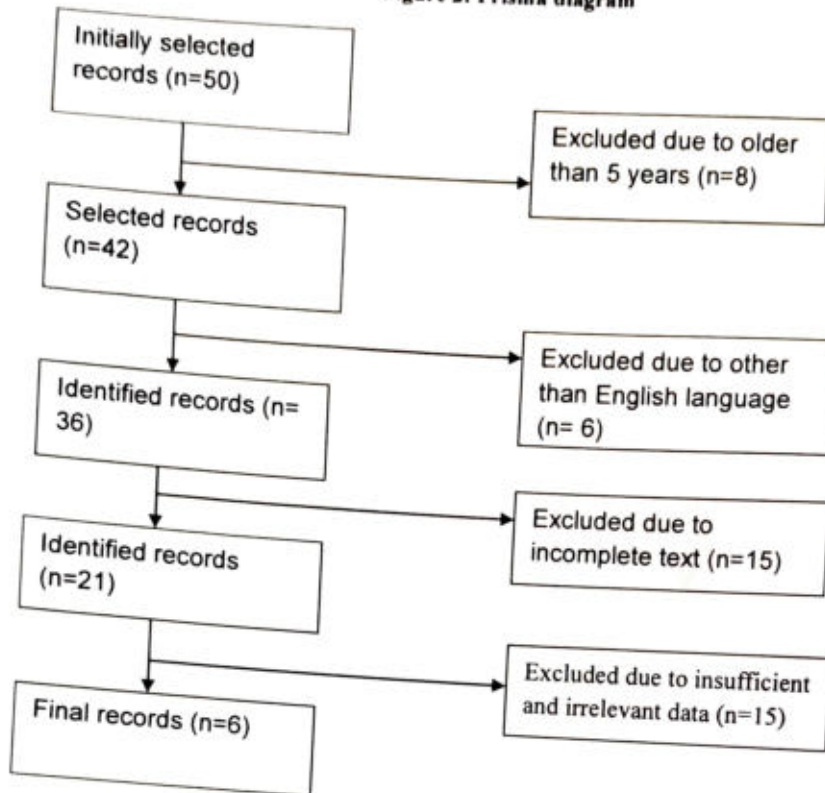 Prisma diagram
Initially selected
records (n=50)
Excluded due to older
than 5 years (n=8)
Selected records
(n=42)
Excluded due to other
than English language
(n= 6)
Identified records (n=
36)
Excluded due to
incomplete text (n=15)
Identified records
(n=21)
Excluded due to insufficient
and irrelevant data (n=15)
Final records (n=6)